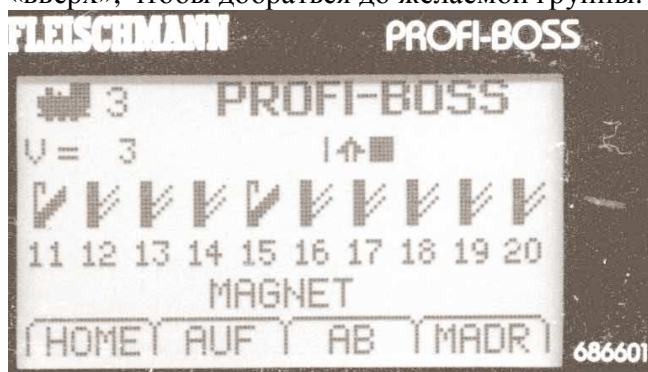 «вверх», чтобы добраться до желаемой группы.
FLEISCHMANN PROFI-BOSS
3 PROFI-BOSS
V = 3
11 12 13 14 15 16 17 18 19 20
MAGNET
HOME AUF AB MADR
686601